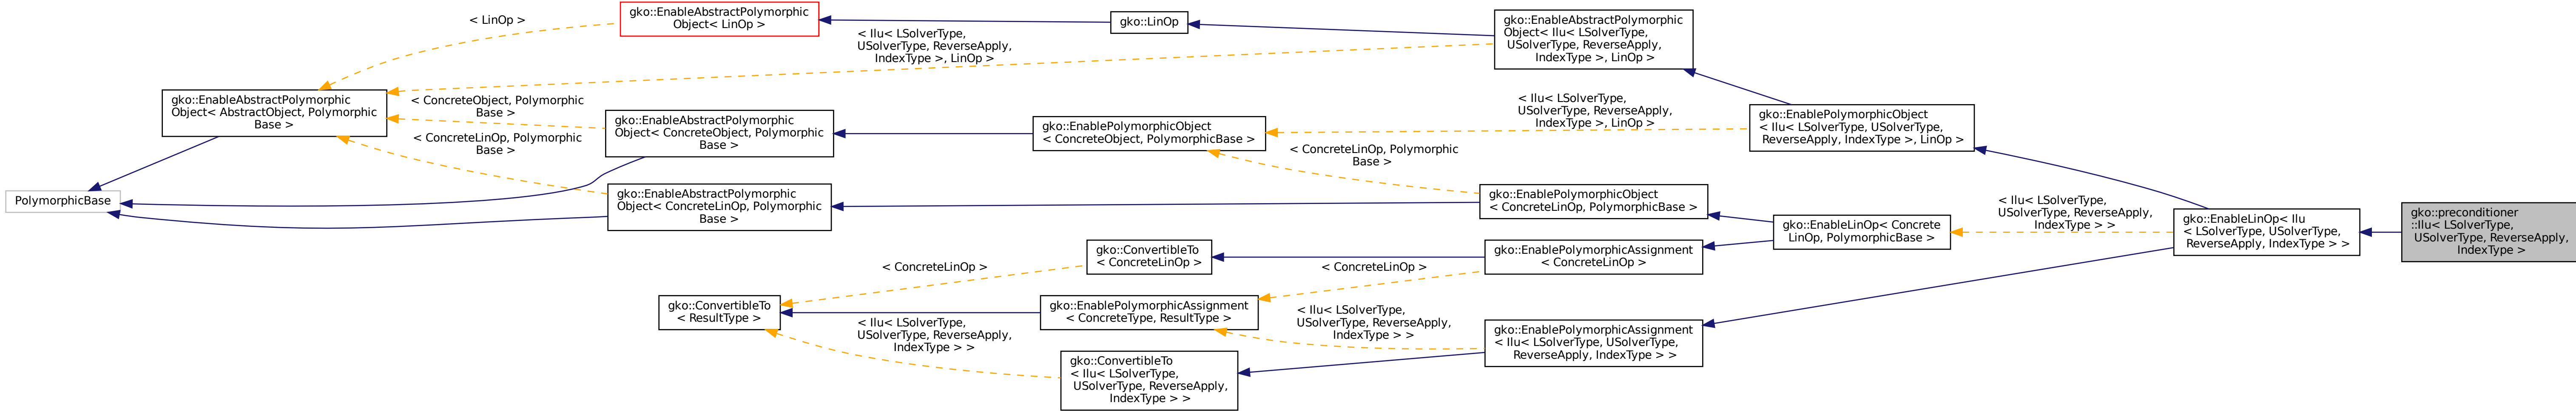 gko::EnableAbstractPolymorphic
Object< LinOp >
< LinOp >
gko::LinOp
gko::EnableAbstractPolymorphic
Object< Ilu< LSolverType,
USolverType, ReverseApply,
IndexType >, LinOp >
< Ilu< LSolverType,
USolverType, ReverseApply,
IndexType >, LinOp >
gko::EnableAbstractPolymorphic
Object< AbstractObject, Polymorphic
Base >
< ConcreteObject, Polymorphic
Base >
< ConcreteLinOp, Polymorphic
Base >
gko::EnableAbstractPolymorphic
Object< ConcreteObject, Polymorphic
Base >
gko::EnablePolymorphicObject
< ConcreteObject, PolymorphicBase >
< Ilu< LSolverType,
USolverType, ReverseApply,
IndexType >, LinOp >
gko::EnablePolymorphicObject
< Ilu< LSolverType, USolverType,
ReverseApply, IndexType >, LinOp >
< ConcreteLinOp, Polymorphic
Base >
PolymorphicBase
gko::EnableAbstractPolymorphic
Object< ConcreteLinOp, Polymorphic
Base >
gko::EnablePolymorphicObject
< ConcreteLinOp, PolymorphicBase >
gko::EnableLinOp< Concrete
LinOp, PolymorphicBase >
< Ilu< LSolverType,
USolverType, ReverseApply,
IndexType > >
gko::EnableLinOp< Ilu
< LSolverType, USolverType,
ReverseApply, IndexType > >
gko::preconditioner
::Ilu< LSolverType,
USolverType, ReverseApply,
IndexType >
gko::ConvertibleTo
< ConcreteLinOp >
gko::EnablePolymorphicAssignment
< ConcreteLinOp >
< ConcreteLinOp >
< ConcreteLinOp >
gko::ConvertibleTo
< ResultType >
gko::EnablePolymorphicAssignment
< ConcreteType, ResultType >
< Ilu< LSolverType,
USolverType, ReverseApply,
IndexType > >
< Ilu< LSolverType,
USolverType, ReverseApply,
IndexType > >
gko::EnablePolymorphicAssignment
< Ilu< LSolverType, USolverType,
ReverseApply, IndexType > >
gko::ConvertibleTo
< Ilu< LSolverType,
USolverType, ReverseApply,
IndexType > >